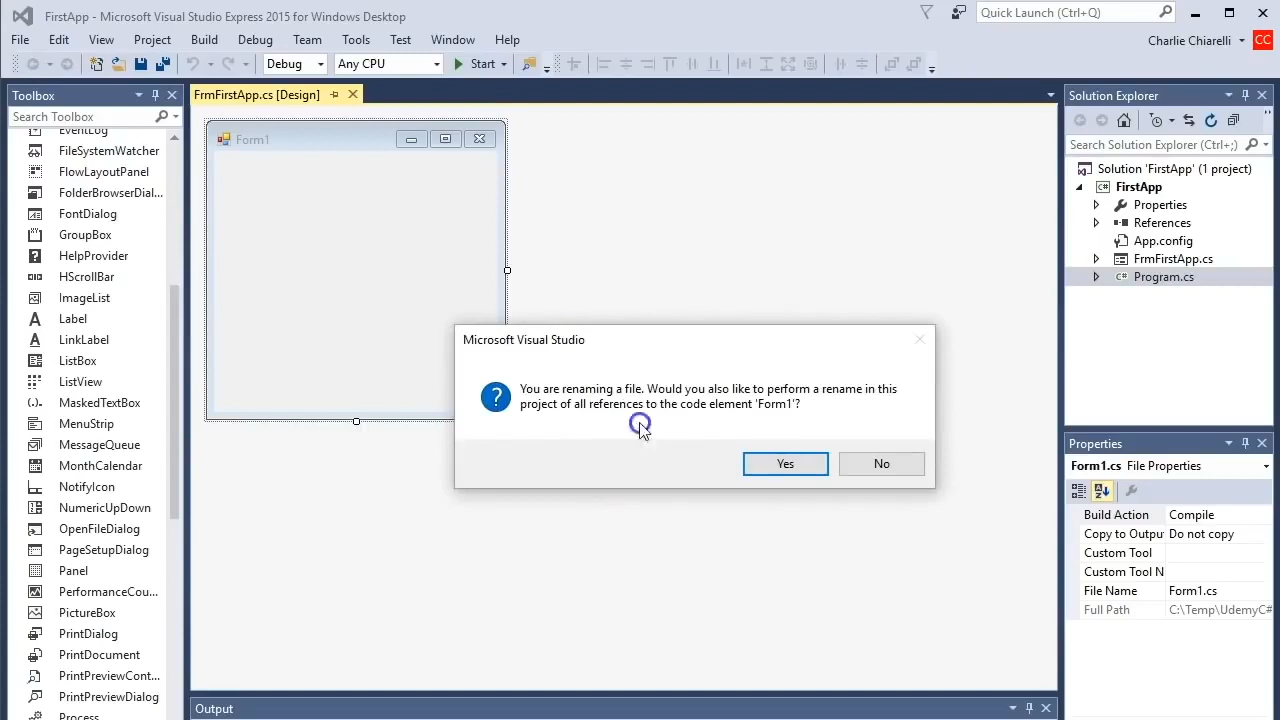 FirstApp - Microsoft Visual Studio Express 2015 for Windows Desktop
Quick Launch (Ctrl+Q)
File Edit View Project Build Debug Team Tools Test Window Help
Charlie Chiarelli CC
Debug Any CPU Start
Toolbox
Search Toolbox
EventLog
FileSystemWatcher
FlowLayoutPanel
FolderBrowserDial...
FontDialog
GroupBox
HelpProvider
HScrollBar
ImageList
Label
LinkLabel
ListBox
ListView
MaskedTextBox
MenuStrip
MessageQueue
MonthCalendar
NotifyIcon
NumericUpDown
OpenFileDialog
PageSetupDialog
Panel
PerformanceCou...
PictureBox
PrintDialog
PrintDocument
PrintPreviewCont...
PrintPreviewDialog
Process
FrmFirstApp.cs [Design]
Form1
Microsoft Visual Studio
You are renaming a file. Would you also like to perform a rename in this
project of all references to the code element 'Form1'?
Yes No
Output
Solution Explorer
Search Solution Explorer (Ctrl+;)
Solution 'FirstApp' (1 project)
FirstApp
Properties
References
App.config
FrmFirstApp.cs
Program.cs
Properties
Form1.cs File Properties
Build Action Compile
Copy to Outpu Do not copy
Custom Tool
Custom Tool N
File Name Form1.cs
Full Path C:\Temp\UdemyC#